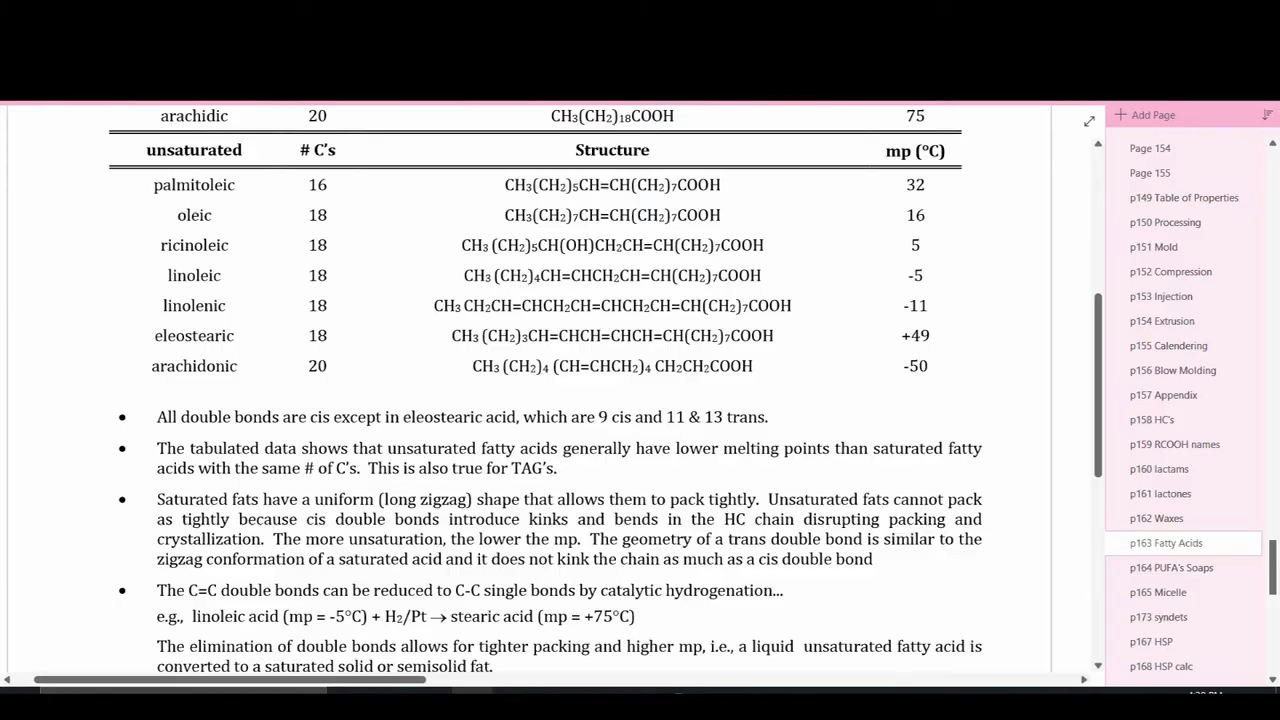 arachidic 20 CH₃(CH₂)₁₈COOH 75
unsaturated # C's Structure mp (°C)
palmitoleic 16 CH₃(CH₂)₅CH=CH(CH₂)₇COOH 32
oleic 18 CH₃(CH₂)₇CH=CH(CH₂)₇COOH 16
ricinoleic 18 CH₃ (CH₂)₅CH(OH)CH₂CH=CH(CH₂)₇COOH 5
linoleic 18 CH₃ (CH₂)₄CH=CHCH₂CH=CH(CH₂)₇COOH -5
linolenic 18 CH₃ CH₂CH=CHCH₂CH=CHCH₂CH=CH(CH₂)₇COOH -11
eleostearic 18 CH₃ (CH₂)₃CH=CHCH=CHCH=CH(CH₂)₇COOH +49
arachidonic 20 CH₃ (CH₂)₄ (CH=CHCH₂)₄ CH₂CH₂COOH -50
• All double bonds are cis except in eleostearic acid, which are 9 cis and 11 & 13 trans.
• The tabulated data shows that unsaturated fatty acids generally have lower melting points than saturated fatty
acids with the same # of C's. This is also true for TAG's.
• Saturated fats have a uniform (long zigzag) shape that allows them to pack tightly. Unsaturated fats cannot pack
as tightly because cis double bonds introduce kinks and bends in the HC chain disrupting packing and
crystallization. The more unsaturation, the lower the mp. The geometry of a trans double bond is similar to the
zigzag conformation of a saturated acid and it does not kink the chain as much as a cis double bond
• The C=C double bonds can be reduced to C-C single bonds by catalytic hydrogenation...
e.g., linoleic acid (mp = -5°C) + H₂/Pt → stearic acid (mp = +75°C)
The elimination of double bonds allows for tighter packing and higher mp, i.e., a liquid unsaturated fatty acid is
converted to a saturated solid or semisolid fat.
Add Page
Page 154
Page 155
p149 Table of Properties
p150 Processing
p151 Mold
p152 Compression
p153 Injection
p154 Extrusion
p155 Calendering
p156 Blow Molding
p157 Appendix
p158 HC's
p159 RCOOH names
p160 lactams
p161 lactones
p162 Waxes
p163 Fatty Acids
p164 PUFA's Soaps
p165 Micelle
p173 syndets
p167 HSP
p168 HSP calc